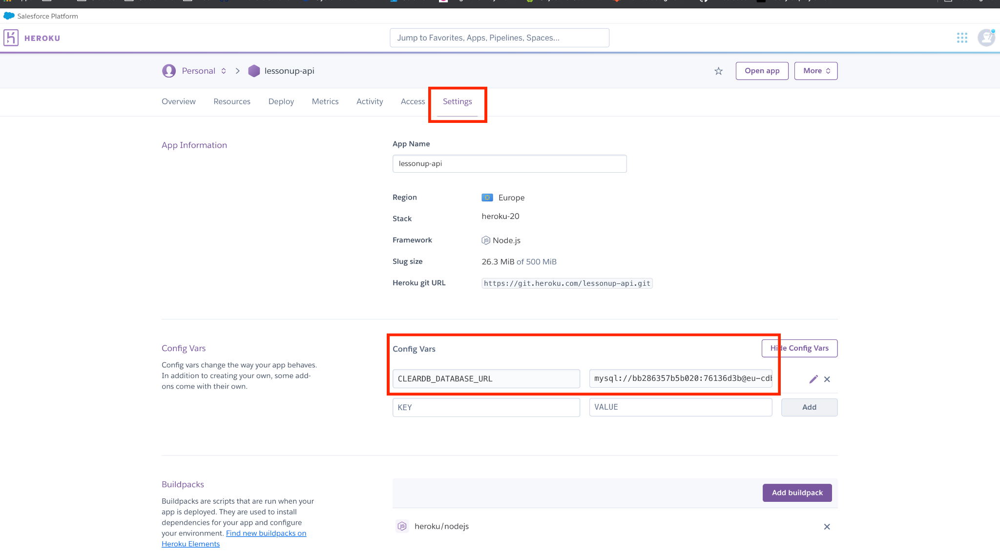 Salesforce Platform
HEROKU
Jump to Favorites, Apps, Pipelines, Spaces...
Personal
lessonup-api
Open app
More
Overview
Resources
Deploy
Metrics
Activity
Access
Settings
App Information
App Name
lessonup-api
Region
Europe
Stack
heroku-20
Framework
Node.js
Slug size
26.3 MiB of 500 MiB
Heroku git URL
https://git.heroku.com/lessonup-api.git
Config Vars
Config vars change the way your app behaves.
In addition to creating your own, some add-
ons come with their own.
Config Vars
Hide Config Vars
CLEARDB_DATABASE_URL
mysql://bb286357b5b020:76136d3b@eu-cdb
KEY
VALUE
Add
Buildpacks
Buildpacks are scripts that are run when your
app is deployed. They are used to install
dependencies for your app and configure
your environment. Find new buildpacks on
Heroku Elements
Add buildpack
heroku/nodejs